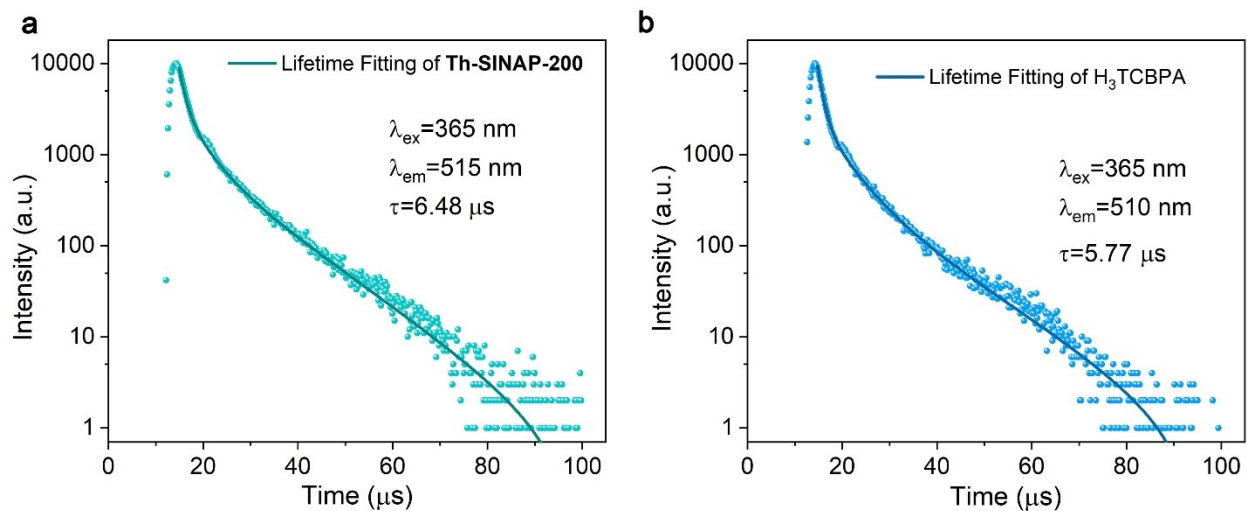 a
Lifetime Fitting of Th-SINAP-200
λex=365 nm
λem=515 nm
τ=6.48 μs
10000
1000
100
10
1
Intensity (a.u.)
0 20 40 60 80 100
Time (μs)
b
Lifetime Fitting of H3TCBPA
λex=365 nm
λem=510 nm
τ=5.77 μs
10000
1000
100
10
1
Intensity (a.u.)
0 20 40 60 80 100
Time (μs)